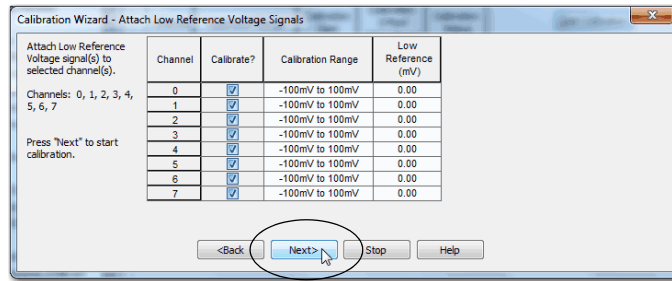 Calibration Wizard - Attach Low Reference Voltage Signals
Attach Low Reference
Voltage signal(s) to
selected channel(s).
Channels: 0, 1, 2, 3, 4,
5, 6, 7
Press "Next" to start
calibration.
Channel Calibrate? Calibration Range Low Reference (mV)
0 -100mV to 100mV 0.00
1 -100mV to 100mV 0.00
2 -100mV to 100mV 0.00
3 -100mV to 100mV 0.00
4 -100mV to 100mV 0.00
5 -100mV to 100mV 0.00
6 -100mV to 100mV 0.00
7 -100mV to 100mV 0.00
<Back Next> Stop Help